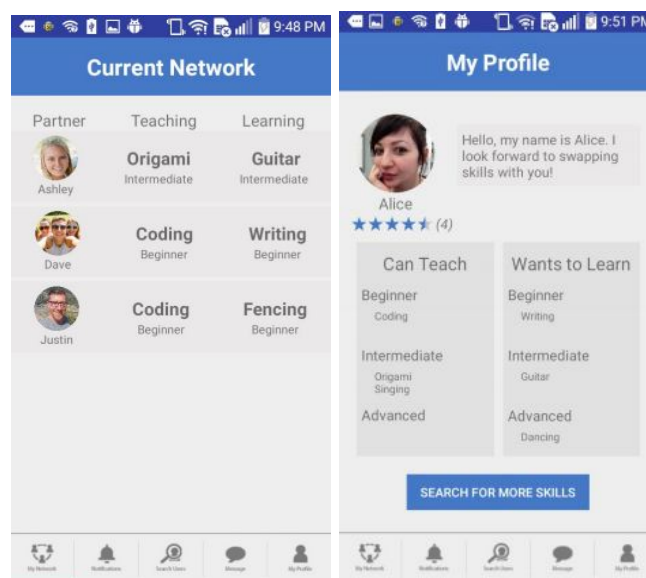 9:48 PM
Current Network
Partner Teaching Learning
Origami Guitar
Intermediate Intermediate
Ashley
Coding Writing
Beginner Beginner
Dave
Coding Fencing
Beginner Beginner
Justin
My Network Notifications Search Users Message My Profile
9:51 PM
My Profile
Hello, my name is Alice. I
look forward to swapping
skills with you!
Alice
(4)
Can Teach Wants to Learn
Beginner Beginner
Coding Writing
Intermediate Intermediate
Origami Guitar
Singing
Advanced Advanced
Dancing
SEARCH FOR MORE SKILLS
My Network Notifications Search Users Message My Profile